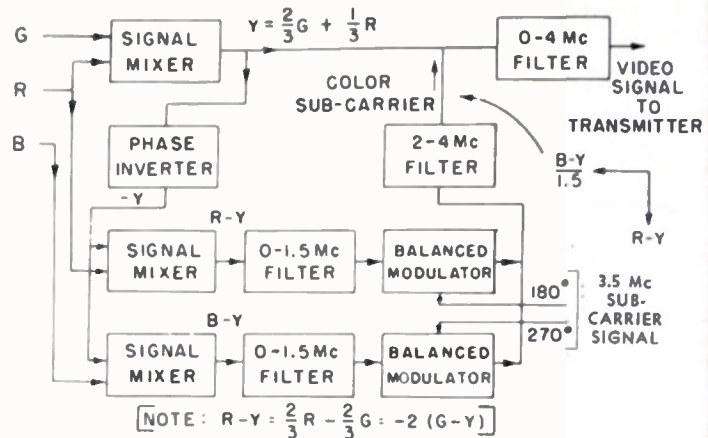 G
R
B
SIGNAL
MIXER
Y = 2/3 G + 1/3 R
0-4 Mc
FILTER
VIDEO
SIGNAL
TO
TRANSMITTER
COLOR
SUB-CARRIER
PHASE
INVERTER
-Y
2-4 Mc
FILTER
B-Y
1.5
R-Y
R-Y
SIGNAL
MIXER
0-1.5 Mc
FILTER
BALANCED
MODULATOR
180°
270°
3.5 Mc
SUB-
CARRIER
SIGNAL
B-Y
SIGNAL
MIXER
0-1.5 Mc
FILTER
BALANCED
MODULATOR
[NOTE: R-Y = 2/3 R - 2/3 G = -2 (G-Y)]